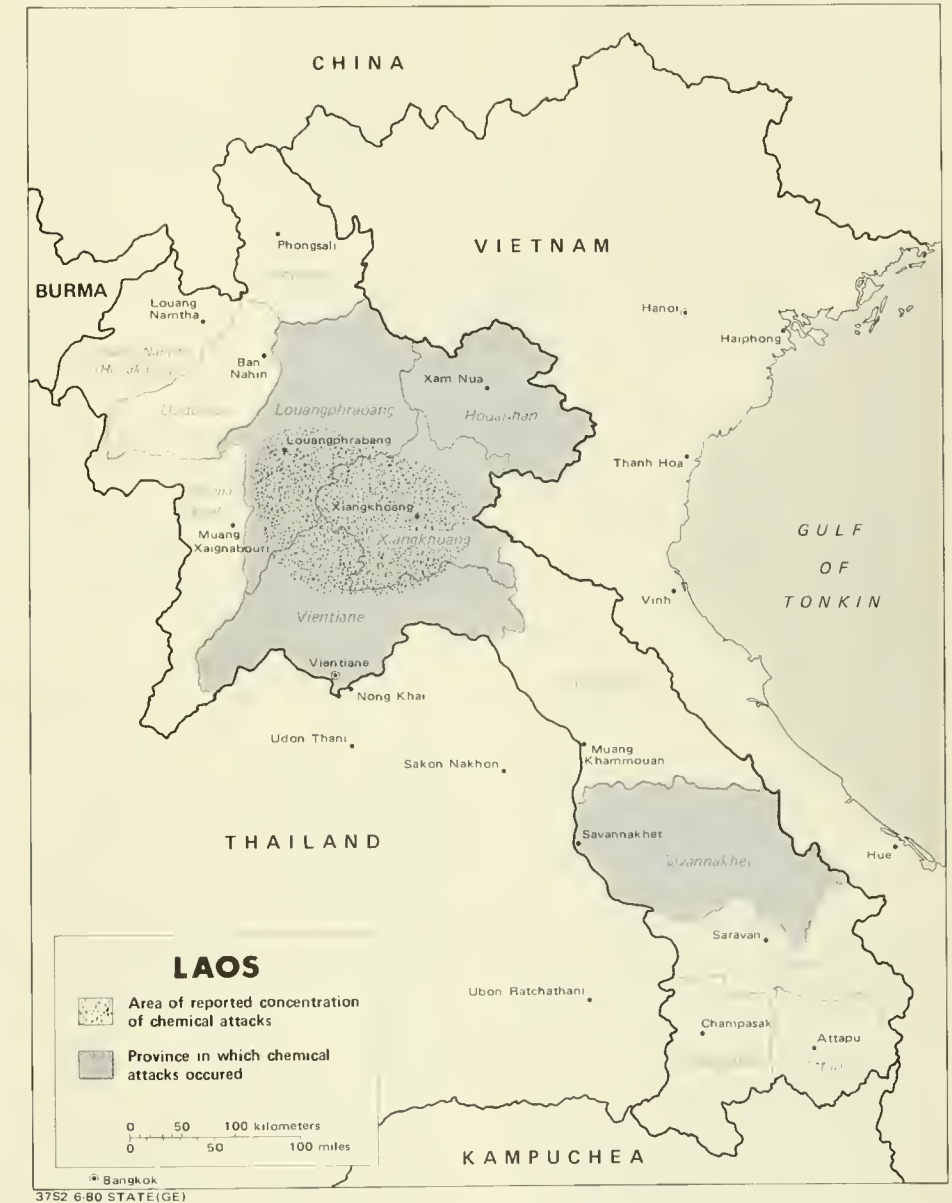 CHINA
Phongsali
VIETNAM
BURMA
Louang
Namtha
Hanoi
Haiphong
Ban
Nahin
Xam Nua
Louangphrabang
Louangphrabang
Thanh Hoa
Xiangkhoang
Muang
Xaignabouri
Xiangkhuang
GULF
OF
TONKIN
Vinh
Vientiane
Vientiane
Nong Khai
Udon Thani
Muang
Khammouan
Sakon Nakhon
THAILAND
Savannakhet
Savannakhet
Hue
Saravan
LAOS
Area of reported concentration
of chemical attacks
Province in which chemical
attacks occured
0 50 100 kilometers
0 50 100 miles
Ubon Ratchathani
Champasak
Attapu
KAMPUCHEA
Bangkok
37S2 6-80 STATE(GE)